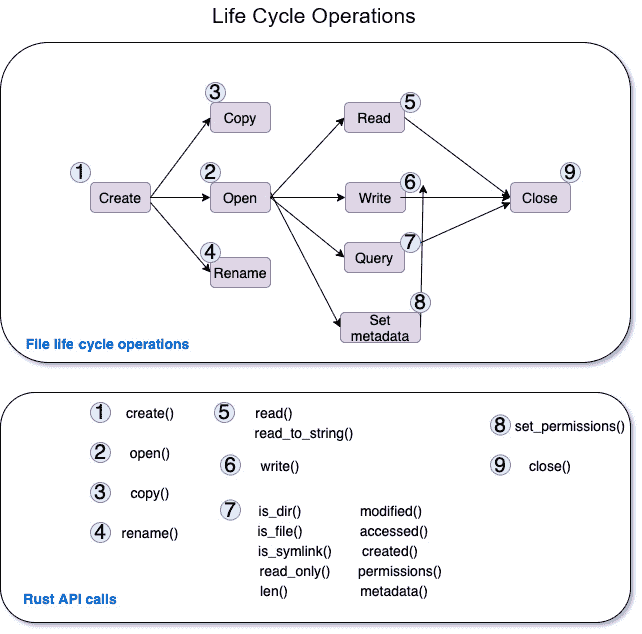 Life Cycle Operations
3
Copy
5
Read
1
Create
2
Open
6
Write
9
Close
4
Rename
7
Query
8
Set
metadata
File life cycle operations
1 create()
2 open()
3 copy()
4 rename()
5 read()
read_to_string()
6 write()
7 is_dir() modified()
is_file() accessed()
is_symlink() created()
read_only() permissions()
len() metadata()
8 set_permissions()
9 close()
Rust API calls